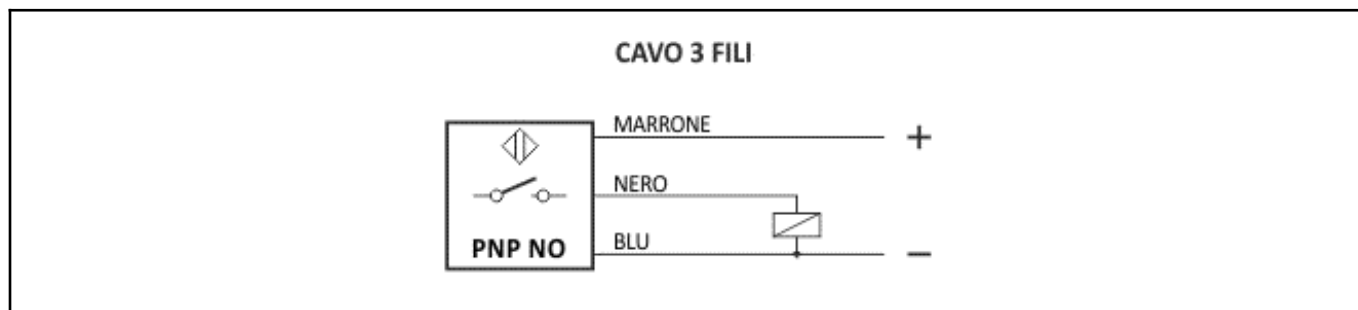 CAVO 3 FILI
MARRONE +
NERO
PNP NO BLU −